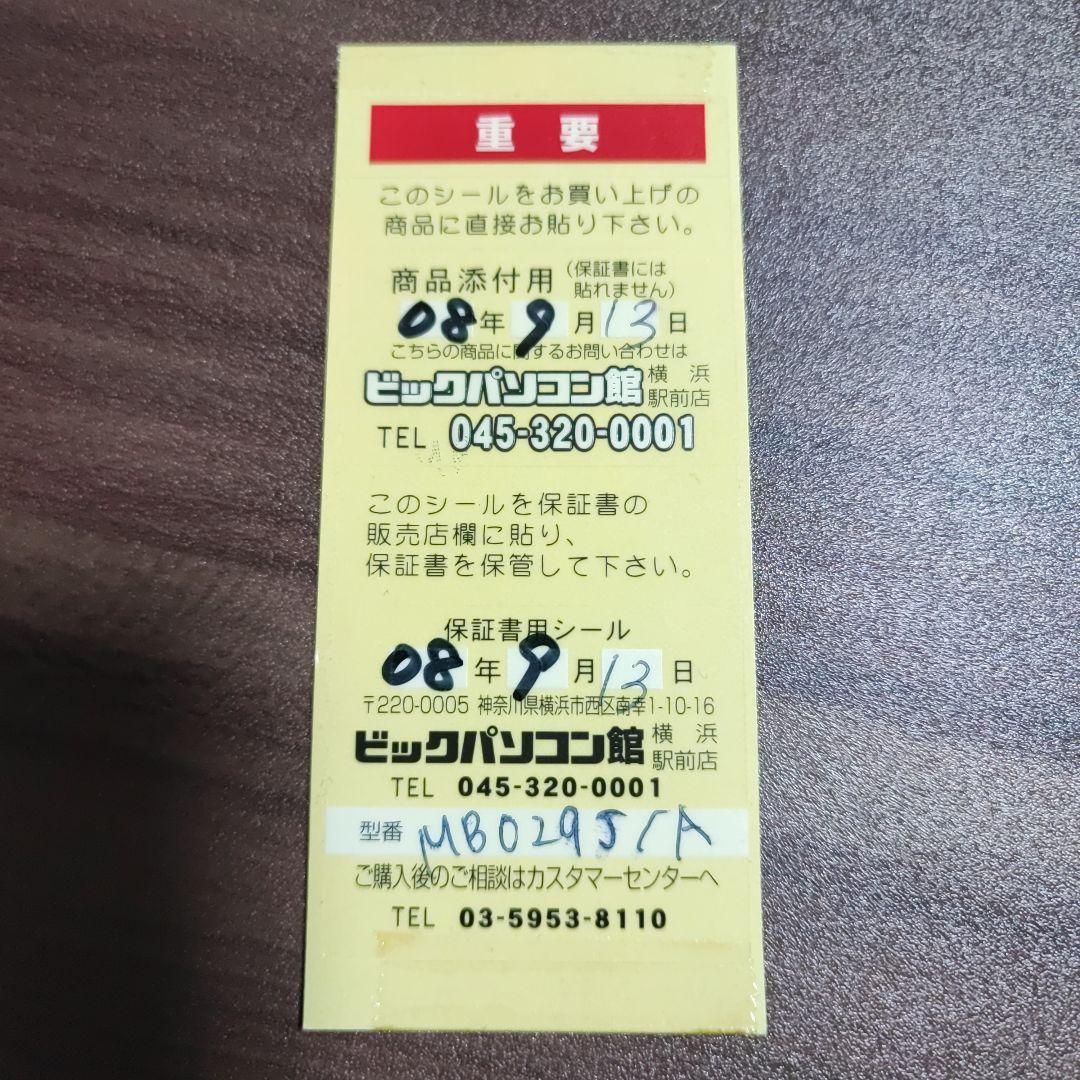 重要
このシールをお買い上げの
商品に直接お貼り下さい。
商品添付用(保証書には
貼れません)
08年9月13日
こちらの商品に関するお問い合わせは
ビックパソコン館 横浜
駅前店
TEL 045-320-0001
このシールを保証書の
販売店欄に貼り、
保証書を保管して下さい。
保証書用シール
08年9月13日
〒220-0005 神奈川県横浜市西区南幸1-10-16
ビックパソコン館 横浜
駅前店
TEL 045-320-0001
型番 MB029J/A
ご購入後のご相談はカスタマーセンターへ
TEL 03-5953-8110